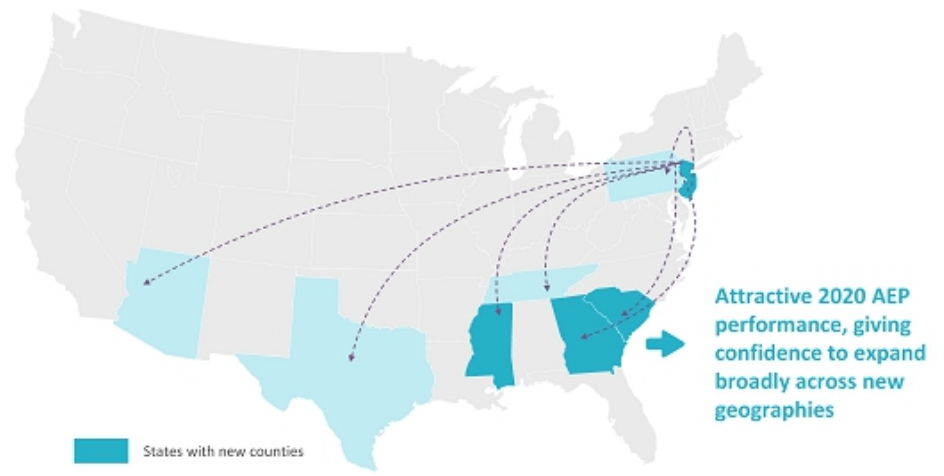 Attractive 2020 AEP
performance, giving
confidence to expand
broadly across new
geographies
States with new counties